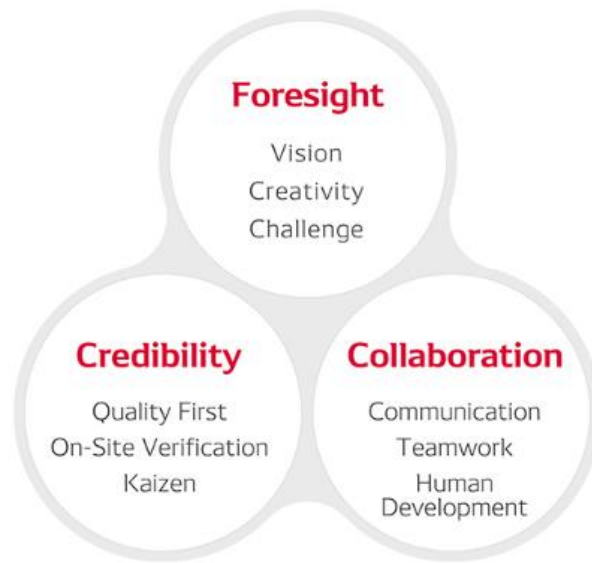 Foresight
Vision
Creativity
Challenge
Credibility
Quality First
On-Site Verification
Kaizen
Collaboration
Communication
Teamwork
Human
Development